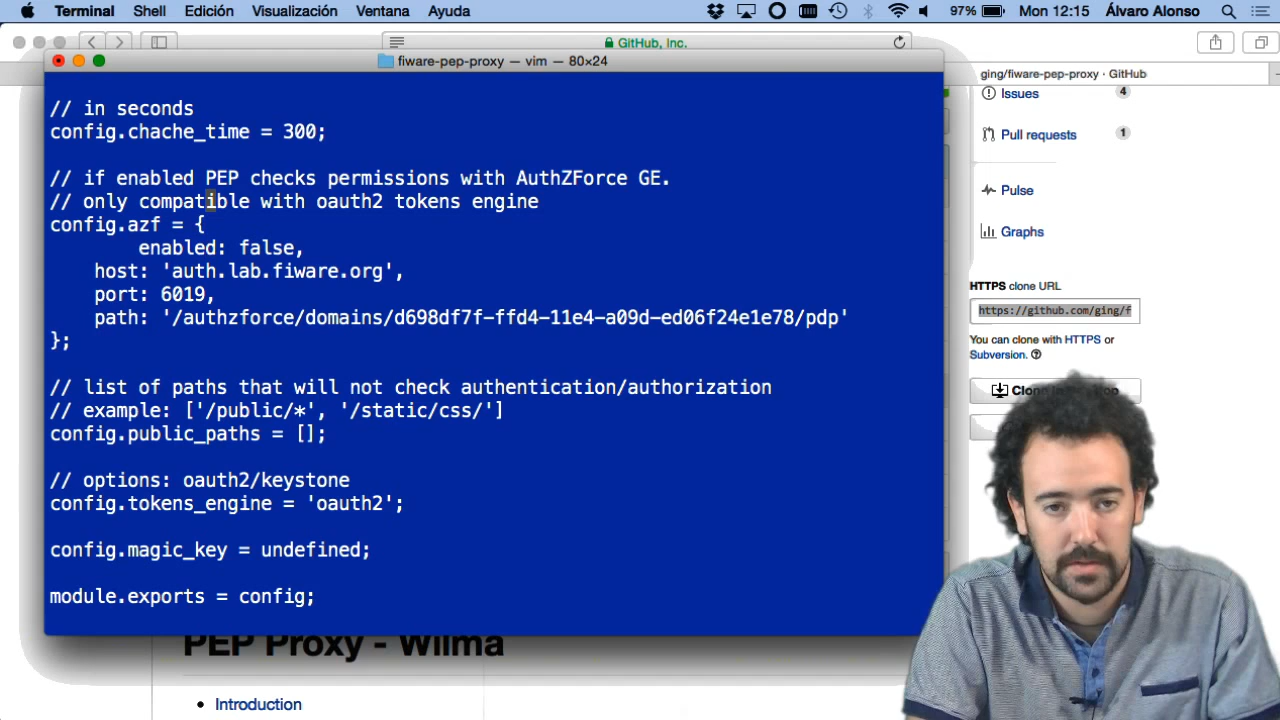 Terminal Shell Edición Visualización Ventana Ayuda 97% Mon 12:15 Álvaro Alonso
GitHub, Inc.
fiware-pep-proxy — vim — 80×24
ging/fiware-pep-proxy · GitHub
// in seconds
config.chache_time = 300;
// if enabled PEP checks permissions with AuthZForce GE.
// only compatible with oauth2 tokens engine
config.azf = {
enabled: false,
host: 'auth.lab.fiware.org',
port: 6019,
path: '/authzforce/domains/d698df7f-ffd4-11e4-a09d-ed06f24e1e78/pdp'
};
// list of paths that will not check authentication/authorization
// example: ['/public/*', '/static/css/']
config.public_paths = [];
// options: oauth2/keystone
config.tokens_engine = 'oauth2';
config.magic_key = undefined;
module.exports = config;
Issues 4
Pull requests 1
Pulse
Graphs
HTTPS clone URL
https://github.com/ging/f
You can clone with HTTPS or
Subversion.
Clone in
PEP Proxy - Wilma
Introduction